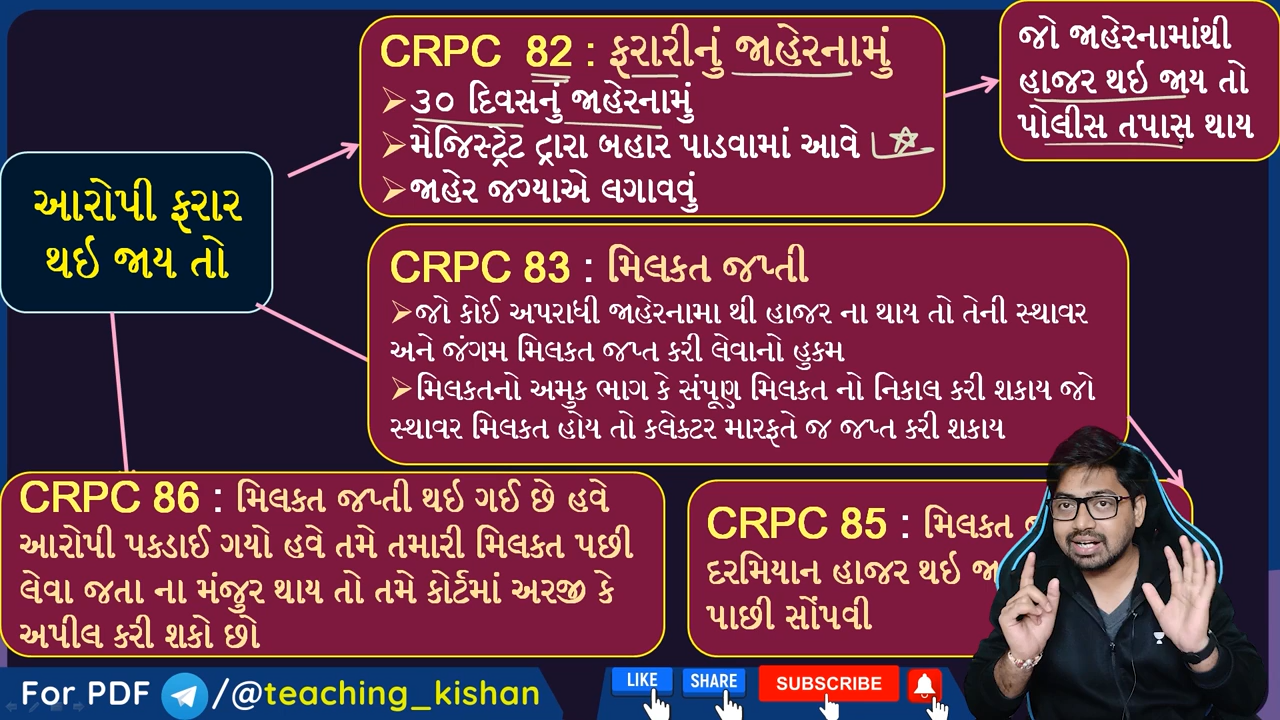 CRPC 82 : ફરારીનું જાહેરનામું
➢૩૦ દિવસનું જાહેરનામું
➢મેજિસ્ટ્રેટ દ્રારા બહાર પાડવામાં આવે
➢જાહેર જગ્યાએ લગાવવું
જો જાહેરનામાંથી
હાજર થઇ જાય તો
પોલીસ તપાસ થાય
આરોપી ફરાર
થઇ જાય તો
CRPC 83 : મિલકત જપ્તી
➢જો કોઈ અપરાધી જાહેરનામા થી હાજર ના થાય તો તેની સ્થાવર
અને જંગમ મિલકત જપ્ત કરી લેવાનો હુકમ
➢મિલકતનો અમુક ભાગ કે સંપૂણ મિલકત નો નિકાલ કરી શકાય જો
સ્થાવર મિલકત હોય તો કલેક્ટર મારફતે જ જપ્ત કરી શકાય
CRPC 86 : મિલકત જપ્તી થઇ ગઈ છે હવે
આરોપી પકડાઈ ગયો હવે તમે તમારી મિલકત પછી
લેવા જતા ના મંજુર થાય તો તમે કોર્ટમાં અરજી કે
અપીલ કરી શકો છો
CRPC 85 : મિલકત
દરમિયાન હાજર થઇ
પાછી સોંપવી
For PDF /@teaching_kishan
LIKE
SHARE
SUBSCRIBE